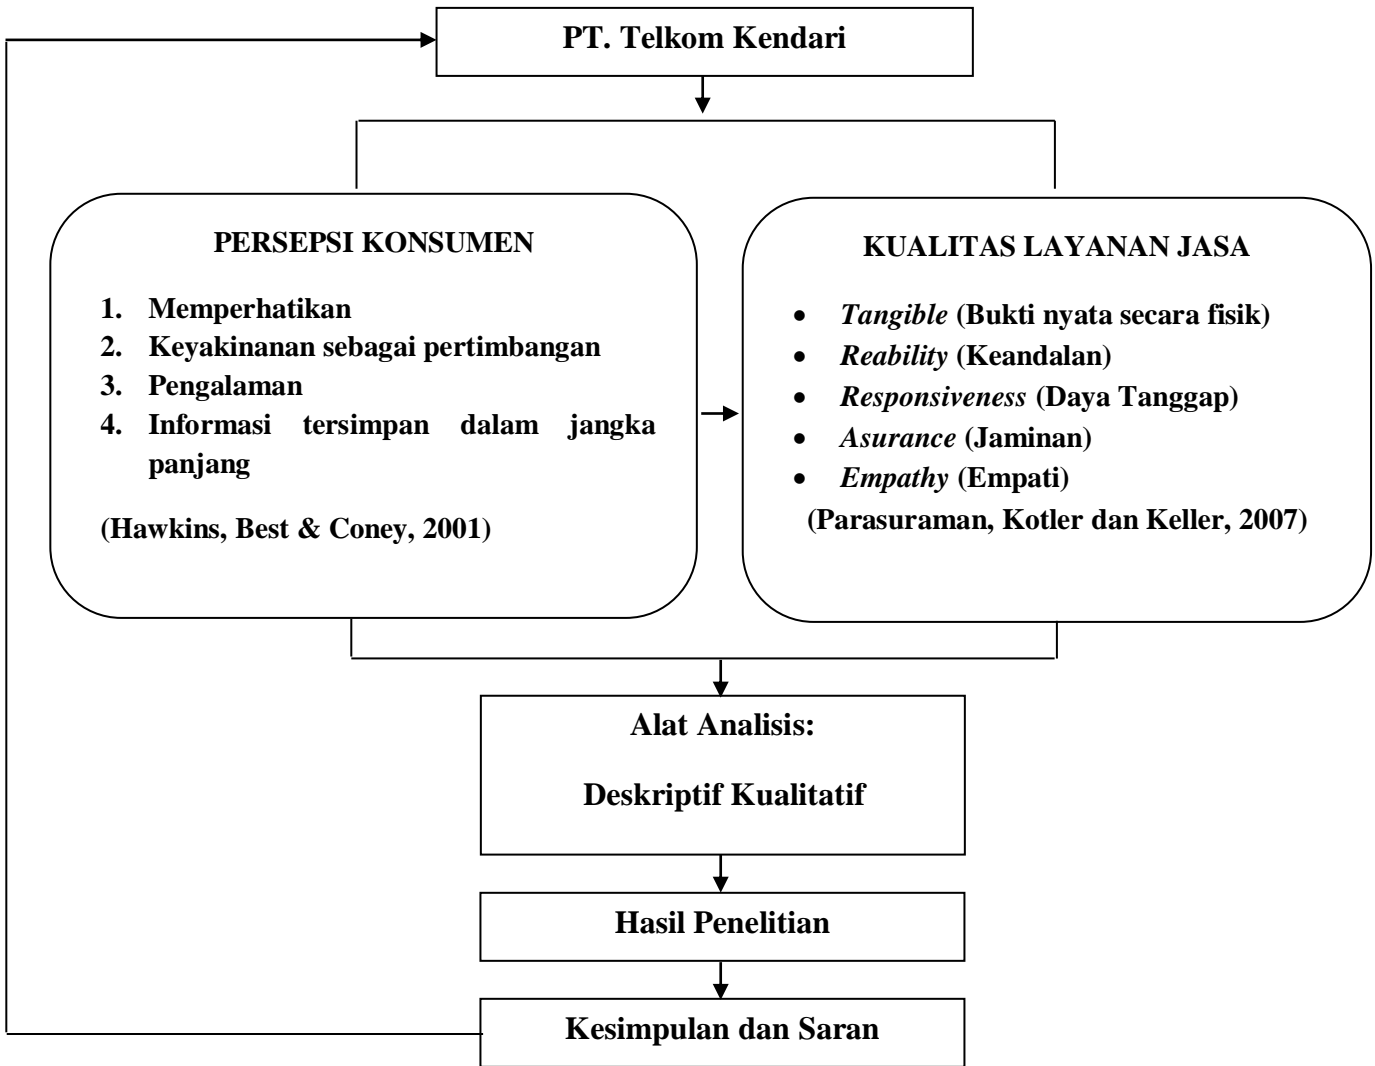 PT. Telkom Kendari
PERSEPSI KONSUMEN
1. Memperhatikan
2. Keyakinanan sebagai pertimbangan
3. Pengalaman
4. Informasi tersimpan dalam jangka
panjang
(Hawkins, Best & Coney, 2001)
KUALITAS LAYANAN JASA
• Tangible (Bukti nyata secara fisik)
• Reability (Keandalan)
• Responsiveness (Daya Tanggap)
• Asurance (Jaminan)
• Empathy (Empati)
(Parasuraman, Kotler dan Keller, 2007)
Alat Analisis:
Deskriptif Kualitatif
Hasil Penelitian
Kesimpulan dan Saran